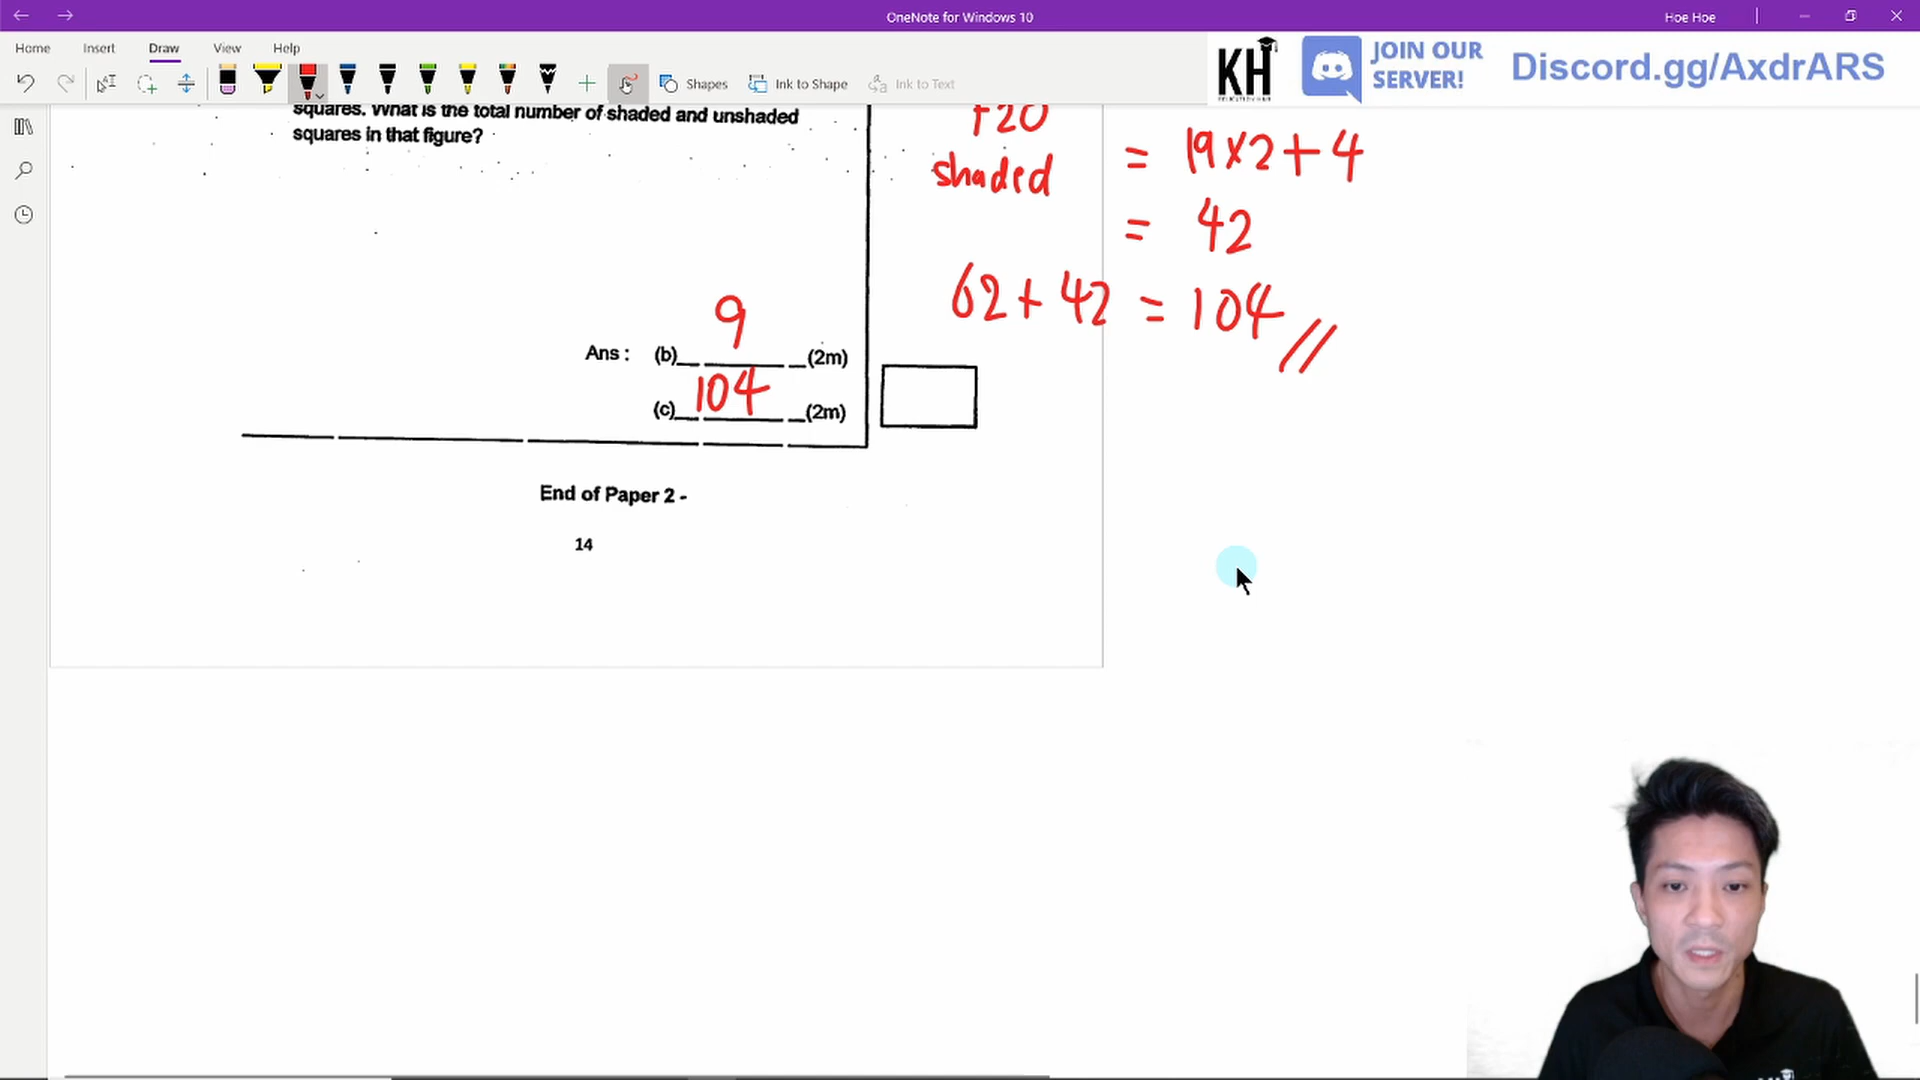 OneNote for Windows 10
Hoe Hoe
Home Insert Draw View Help
Shapes Ink to Shape Ink to Text
KH
JOIN OUR
SERVER!
Discord.gg/AxdrARS
squares. What is the total number of shaded and unshaded
squares in that figure?
+20
shaded
= 19×2+4
= 42
62+42 = 104 //
Ans : (b) 9 (2m)
(c) 104 (2m)
End of Paper 2 -
14